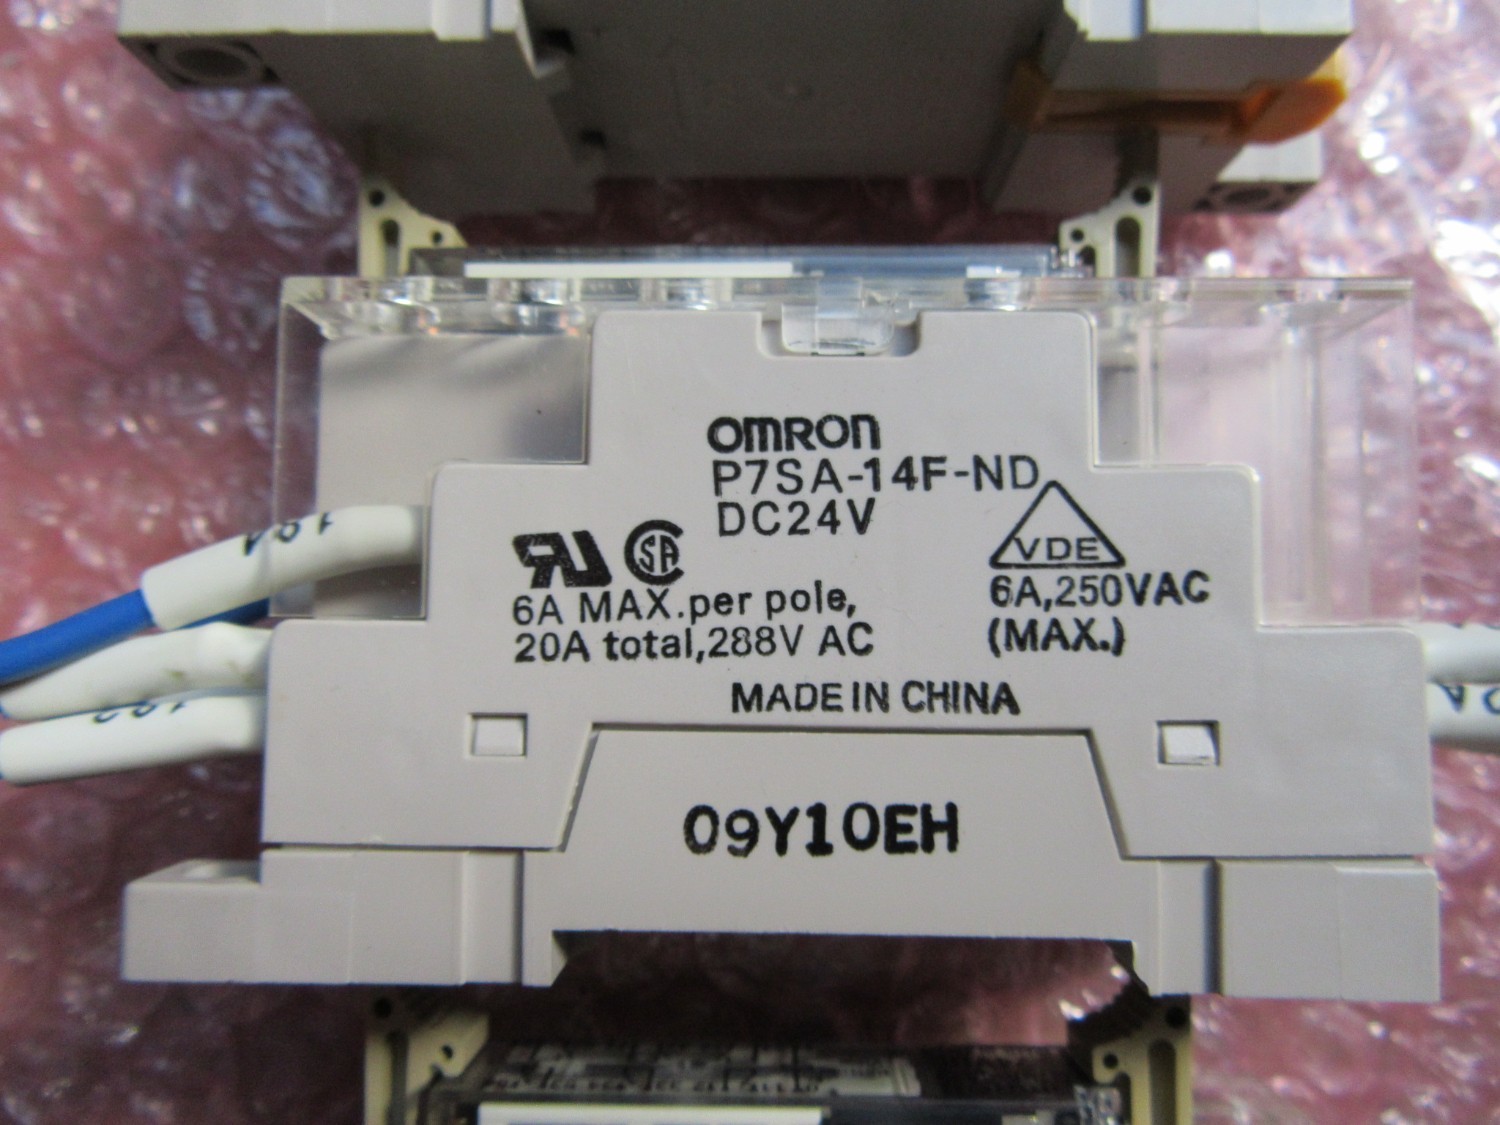 omron
P7SA-14F-ND
DC24V
SA
VDE
6A MAX.per pole,
20A total,288V AC
6A,250VAC
(MAX.)
MADE IN CHINA
09Y10EH